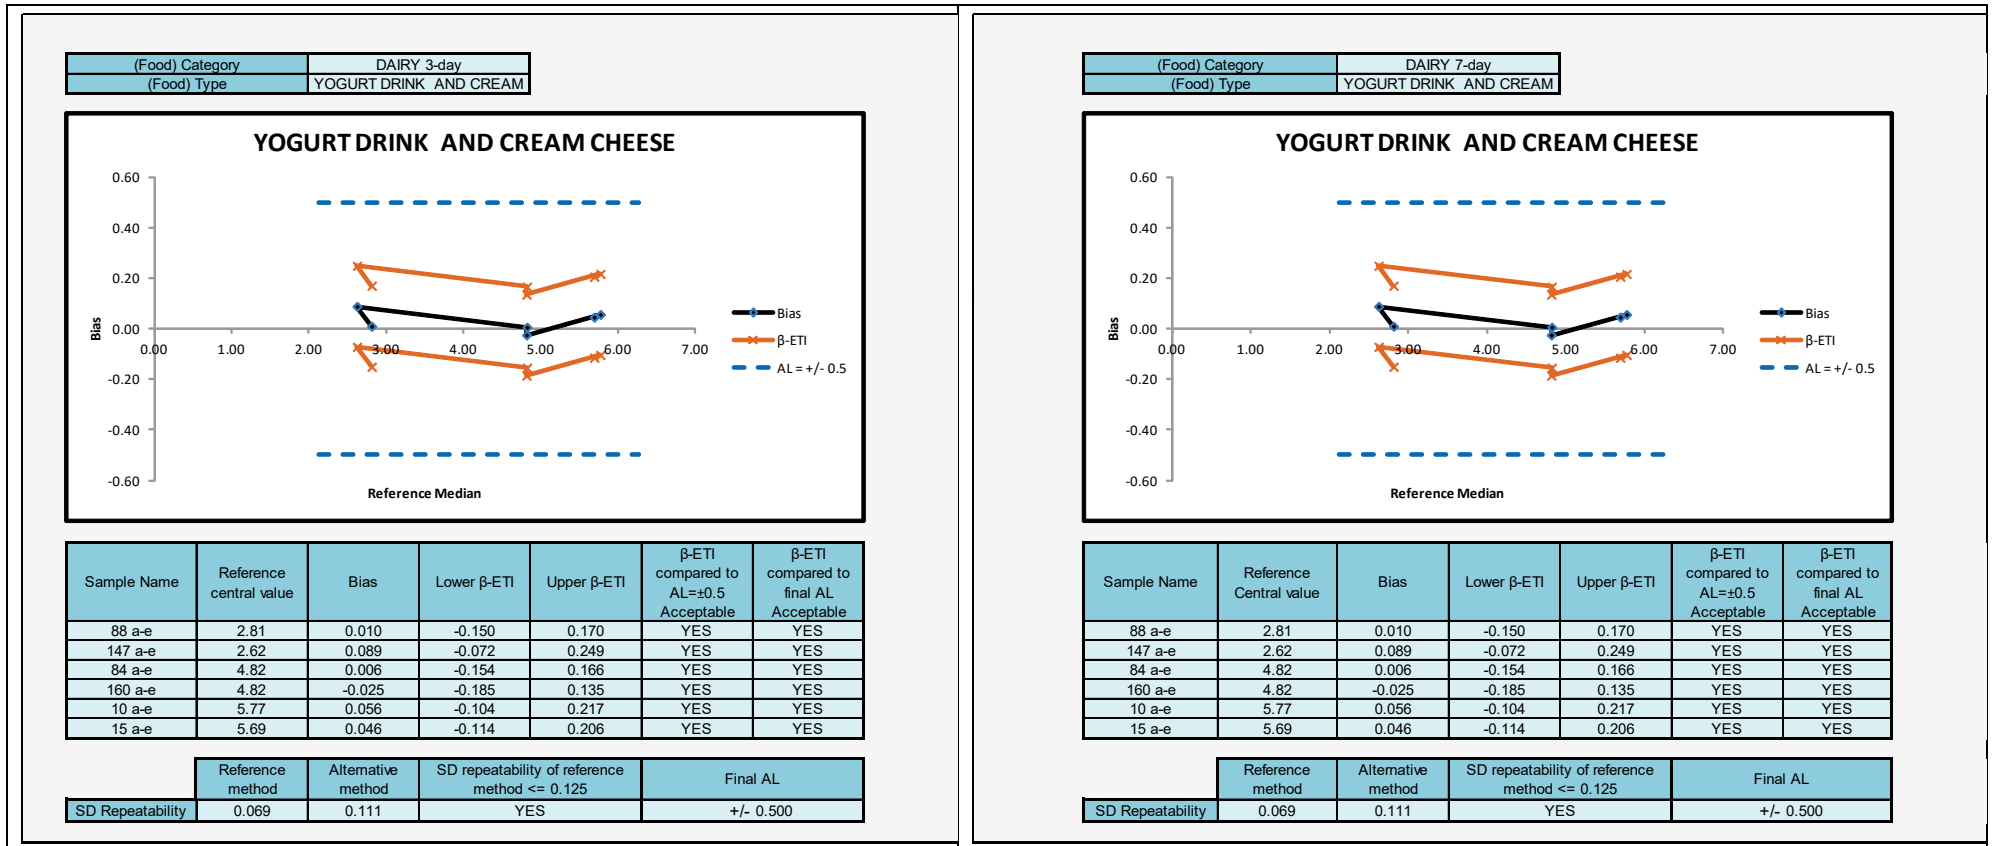 (Food) Category DAIRY 3-day
(Food) Type YOGURT DRINK AND CREAM
YOGURT DRINK AND CREAM CHEESE
0.60
0.40
0.20
0.00
-0.20
-0.40
-0.60
Bias
0.00 1.00 2.00 3.00 4.00 5.00 6.00 7.00
Reference Median
Bias
β-ETI
AL = +/- 0.5
Sample Name Reference central value Bias Lower β-ETI Upper β-ETI β-ETI compared to AL=±0.5 Acceptable β-ETI compared to final AL Acceptable
88 a-e 2.81 0.010 -0.150 0.170 YES YES
147 a-e 2.62 0.089 -0.072 0.249 YES YES
84 a-e 4.82 0.006 -0.154 0.166 YES YES
160 a-e 4.82 -0.025 -0.185 0.135 YES YES
10 a-e 5.77 0.056 -0.104 0.217 YES YES
15 a-e 5.69 0.046 -0.114 0.206 YES YES
Reference method Alternative method SD repeatability of reference method <= 0.125 Final AL
SD Repeatability 0.069 0.111 YES +/- 0.500
(Food) Category DAIRY 7-day
(Food) Type YOGURT DRINK AND CREAM
YOGURT DRINK AND CREAM CHEESE
0.60
0.40
0.20
0.00
-0.20
-0.40
-0.60
Bias
0.00 1.00 2.00 3.00 4.00 5.00 6.00 7.00
Reference Median
Bias
β-ETI
AL = +/- 0.5
Sample Name Reference Central value Bias Lower β-ETI Upper β-ETI β-ETI compared to AL=±0.5 Acceptable β-ETI compared to final AL Acceptable
88 a-e 2.81 0.010 -0.150 0.170 YES YES
147 a-e 2.62 0.089 -0.072 0.249 YES YES
84 a-e 4.82 0.006 -0.154 0.166 YES YES
160 a-e 4.82 -0.025 -0.185 0.135 YES YES
10 a-e 5.77 0.056 -0.104 0.217 YES YES
15 a-e 5.69 0.046 -0.114 0.206 YES YES
Reference method Alternative method SD repeatability of reference method <= 0.125 Final AL
SD Repeatability 0.069 0.111 YES +/- 0.500